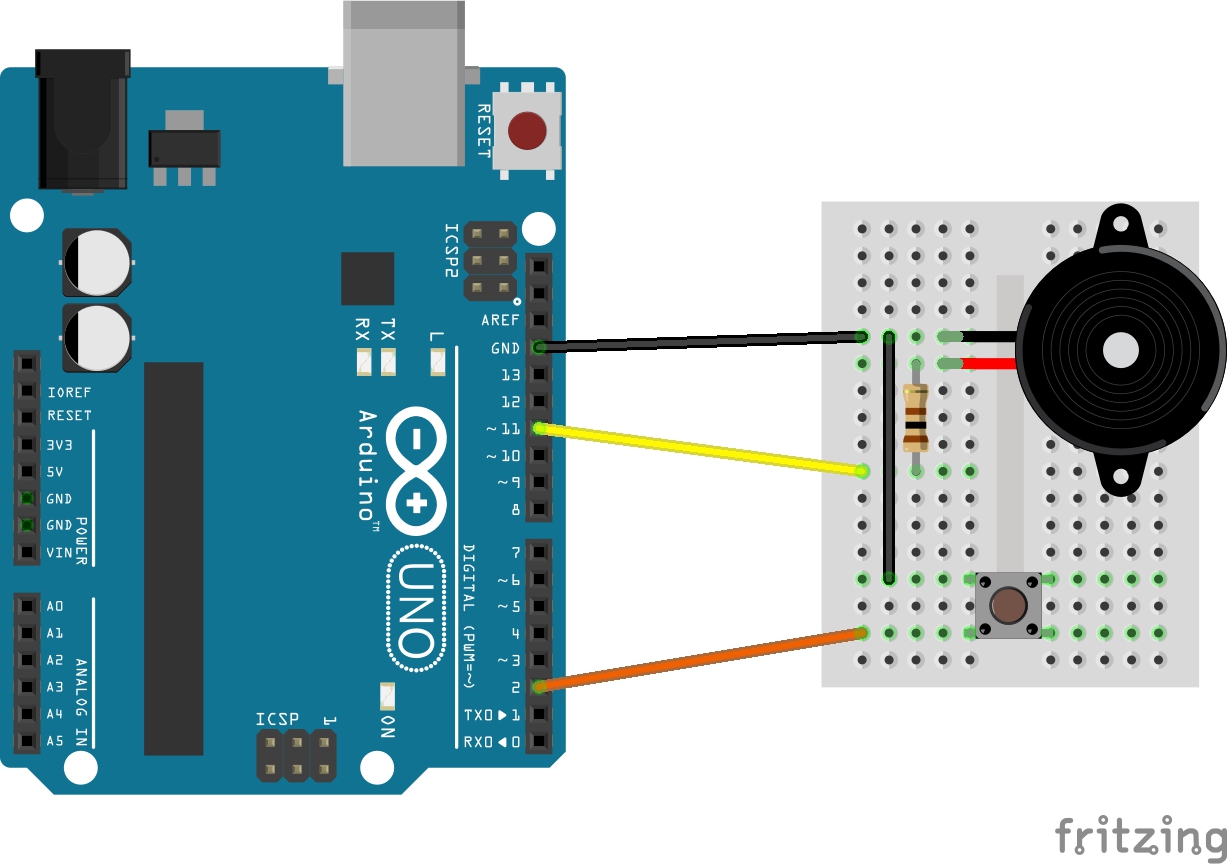 RESET
ICSP2
AREF
GND
13
12
~11
~10
~9
8
7
~6
~5
4
~3
2
TX0▶1
RX0◀0
RX
TX
L
Arduino™
UNO
DIGITAL (PWM=~)
IOREF
RESET
3V3
5V
GND
GND
VIN
POWER
A0
A1
A2
A3
A4
A5
ANALOG IN
ICSP
1
ON
fritzing